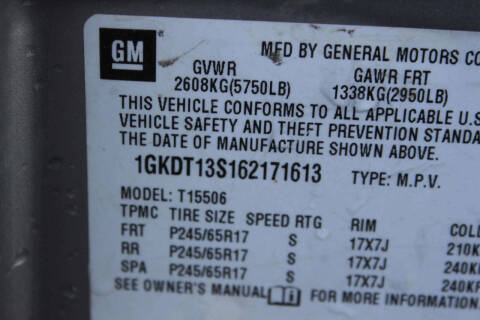 GM
MFD BY GENERAL MOTORS CO
GVWR GAWR FRT
2608KG(5750LB) 1338KG(2950LB)
THIS VEHICLE CONFORMS TO ALL APPLICABLE U.S
VEHICLE SAFETY AND THEFT PREVENTION STANDA
THE DATE OF MANUFACTURE SHOWN ABOVE.
1GKDT13S162171613 TYPE: M.P.V.
MODEL: T15506
TPMC TIRE SIZE SPEED RTG RIM COL
FRT P245/65R17 S 17X7J 210K
RR P245/65R17 S 17X7J 240K
SPA P245/65R17 S 17X7J 240K
SEE OWNER'S MANUAL FOR MORE INFORMATION